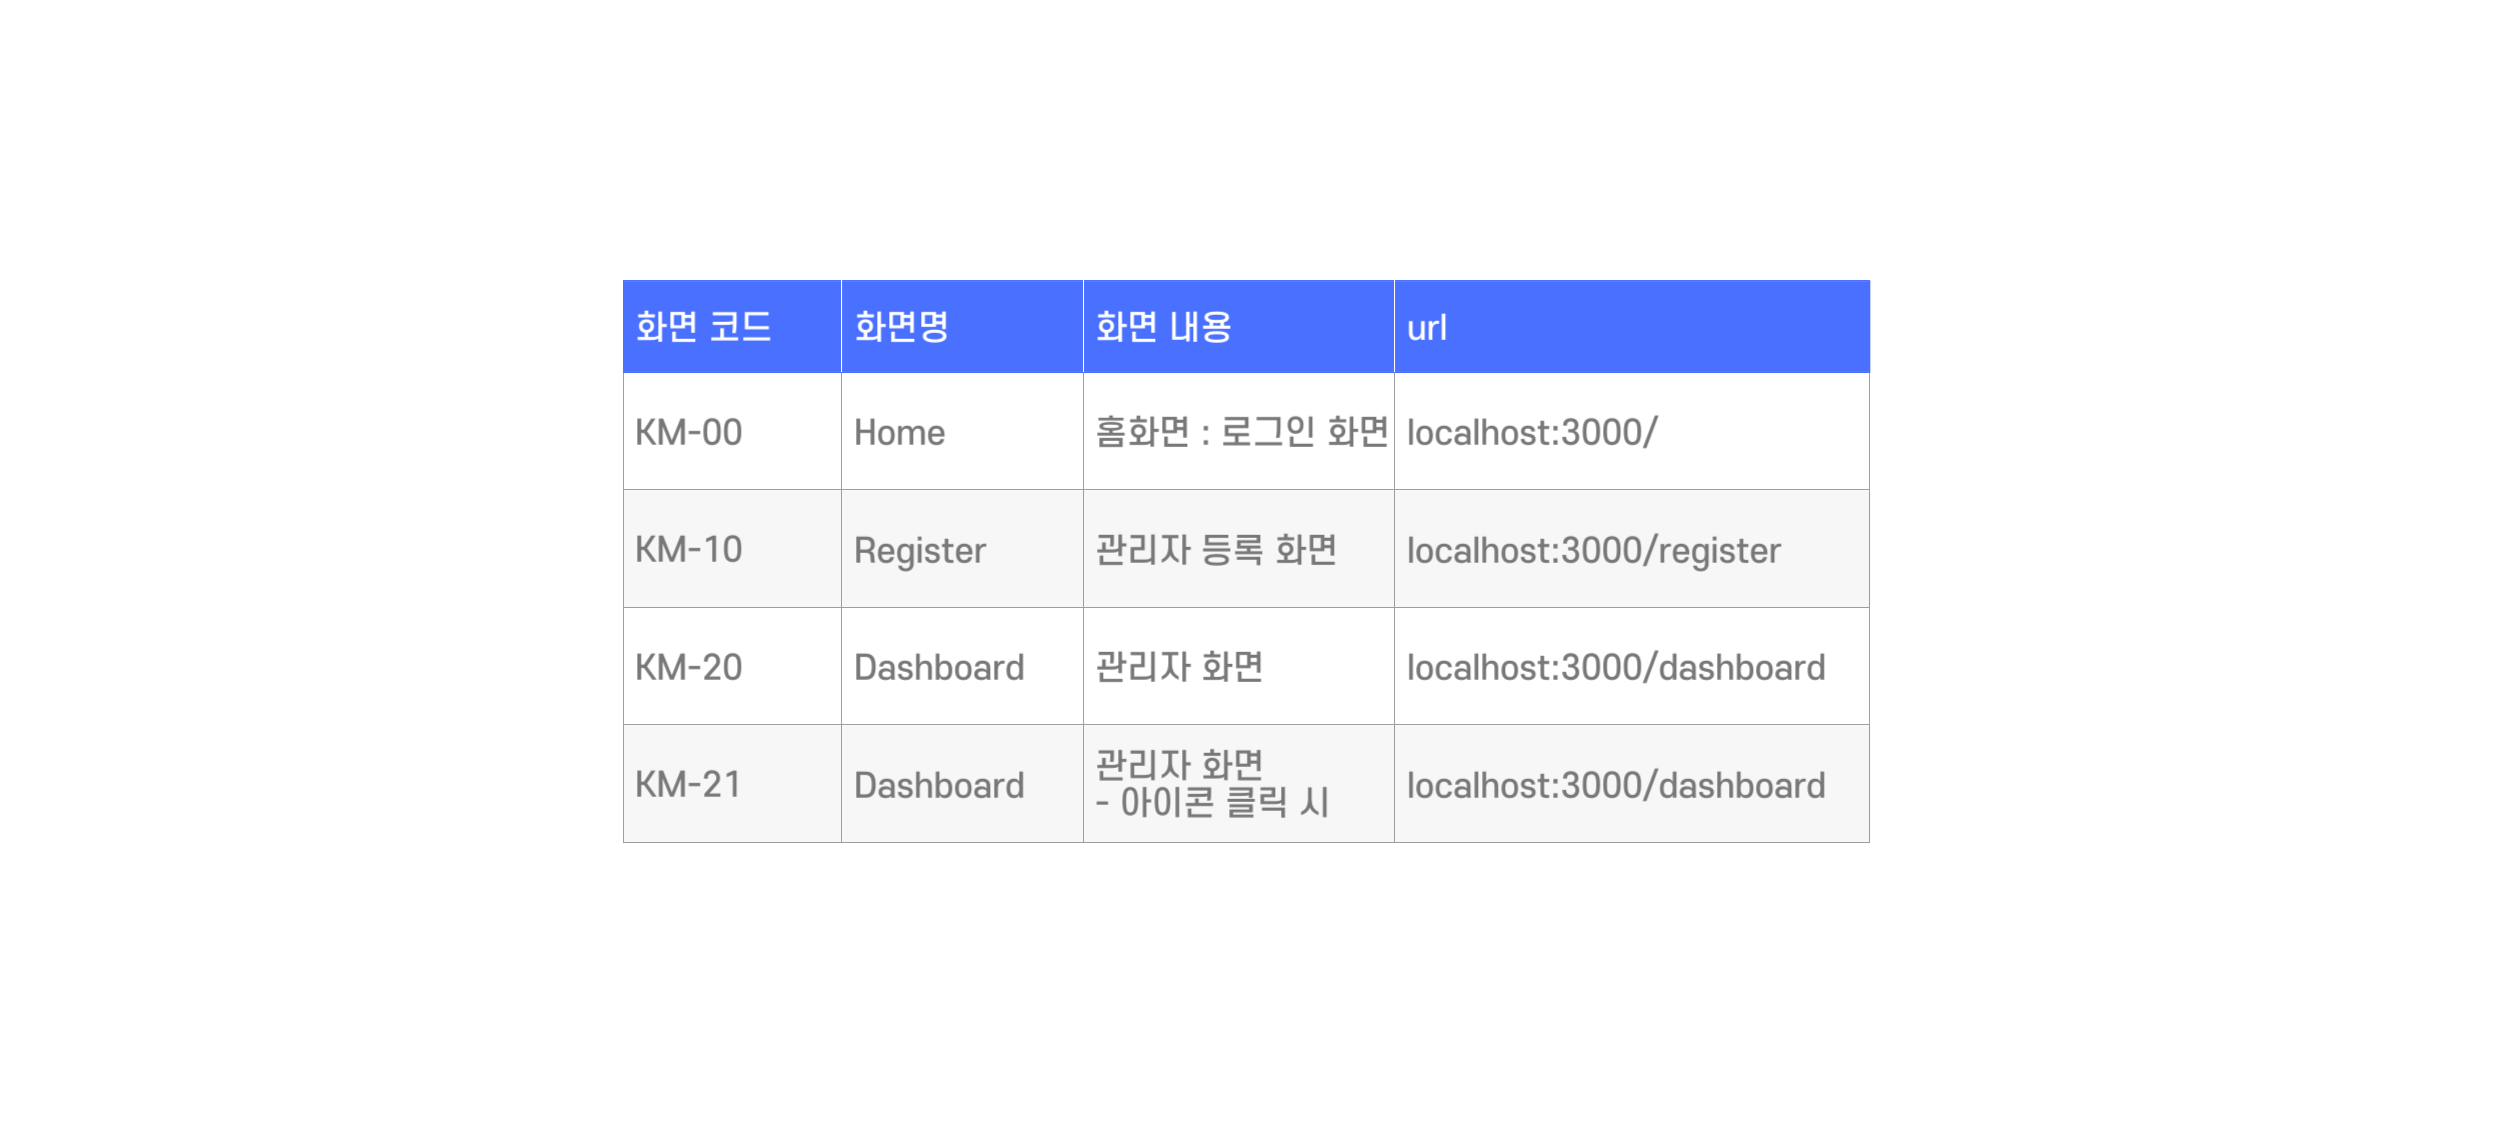 화면 코드 화면명 화면 내용 url
KM-00 Home 홈화면 : 로그인 화면 localhost:3000/
KM-10 Register 관리자 등록 화면 localhost:3000/register
KM-20 Dashboard 관리자 화면 localhost:3000/dashboard
KM-21 Dashboard 관리자 화면 localhost:3000/dashboard
- 아이콘 클릭 시